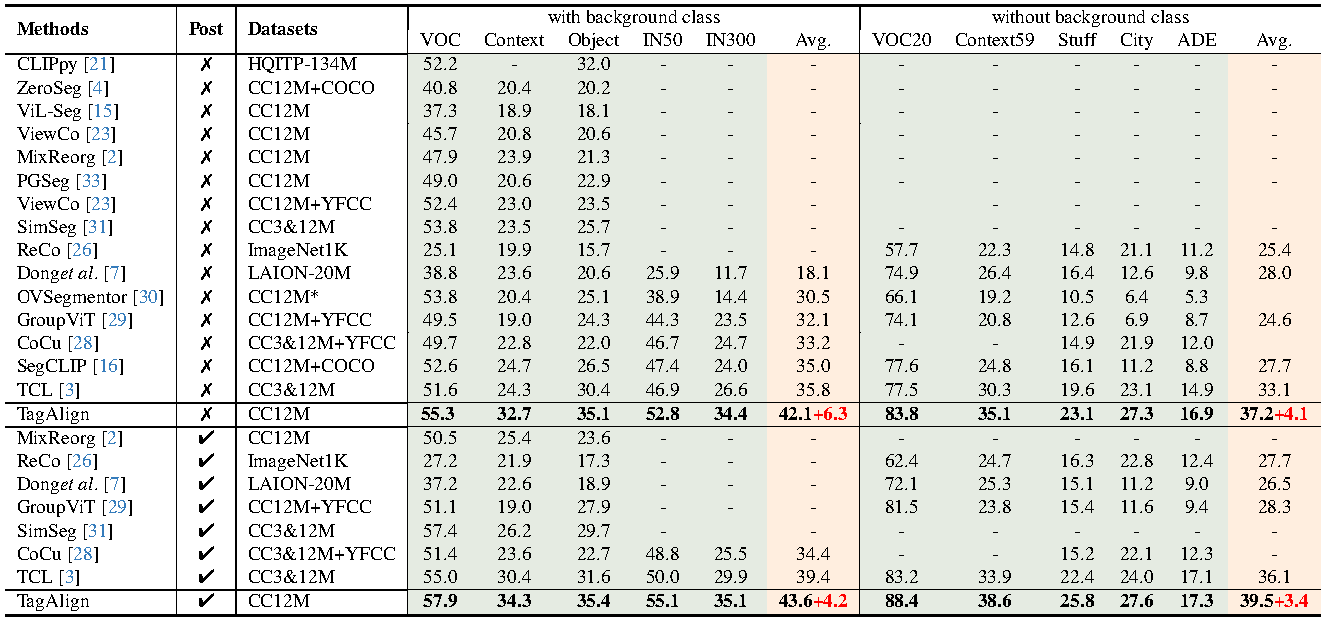 Methods Post Datasets with background class without background class
VOC Context Object IN50 IN300 Avg. VOC20 Context59 Stuff City ADE Avg.
CLIPpy [21] ✗ HQITP-134M 52.2 - 32.0 - - - - - - - - -
ZeroSeg [4] ✗ CC12M+COCO 40.8 20.4 20.2 - - - - - - - - -
ViL-Seg [15] ✗ CC12M 37.3 18.9 18.1 - - - - - - - - -
ViewCo [23] ✗ CC12M 45.7 20.8 20.6 - - - - - - - - -
MixReorg [2] ✗ CC12M 47.9 23.9 21.3 - - - - - - - - -
PGSeg [33] ✗ CC12M 49.0 20.6 22.9 - - - - - - - - -
ViewCo [23] ✗ CC12M+YFCC 52.4 23.0 23.5 - - - - - - - - -
SimSeg [31] ✗ CC3&12M 53.8 23.5 25.7 - - - - - - - - -
ReCo [26] ✗ ImageNet1K 25.1 19.9 15.7 - - - 57.7 22.3 14.8 21.1 11.2 25.4
Donget al. [7] ✗ LAION-20M 38.8 23.6 20.6 25.9 11.7 18.1 74.9 26.4 16.4 12.6 9.8 28.0
OVSegmentor [30] ✗ CC12M* 53.8 20.4 25.1 38.9 14.4 30.5 66.1 19.2 10.5 6.4 5.3
GroupViT [29] ✗ CC12M+YFCC 49.5 19.0 24.3 44.3 23.5 32.1 74.1 20.8 12.6 6.9 8.7 24.6
CoCu [28] ✗ CC3&12M+YFCC 49.7 22.8 22.0 46.7 24.7 33.2 - - 14.9 21.9 12.0
SegCLIP [16] ✗ CC12M+COCO 52.6 24.7 26.5 47.4 24.0 35.0 77.6 24.8 16.1 11.2 8.8 27.7
TCL [3] ✗ CC3&12M 51.6 24.3 30.4 46.9 26.6 35.8 77.5 30.3 19.6 23.1 14.9 33.1
TagAlign ✗ CC12M 55.3 32.7 35.1 52.8 34.4 42.1+6.3 83.8 35.1 23.1 27.3 16.9 37.2+4.1
MixReorg [2] ✔ CC12M 50.5 25.4 23.6 - - - - - - - - -
ReCo [26] ✔ ImageNet1K 27.2 21.9 17.3 - - - 62.4 24.7 16.3 22.8 12.4 27.7
Donget al. [7] ✔ LAION-20M 37.2 22.6 18.9 - - - 72.1 25.3 15.1 11.2 9.0 26.5
GroupViT [29] ✔ CC12M+YFCC 51.1 19.0 27.9 - - - 81.5 23.8 15.4 11.6 9.4 28.3
SimSeg [31] ✔ CC3&12M 57.4 26.2 29.7 - - - - - - - - -
CoCu [28] ✔ CC3&12M+YFCC 51.4 23.6 22.7 48.8 25.5 34.4 - - 15.2 22.1 12.3 -
TCL [3] ✔ CC3&12M 55.0 30.4 31.6 50.0 29.9 39.4 83.2 33.9 22.4 24.0 17.1 36.1
TagAlign ✔ CC12M 57.9 34.3 35.4 55.1 35.1 43.6+4.2 88.4 38.6 25.8 27.6 17.3 39.5+3.4